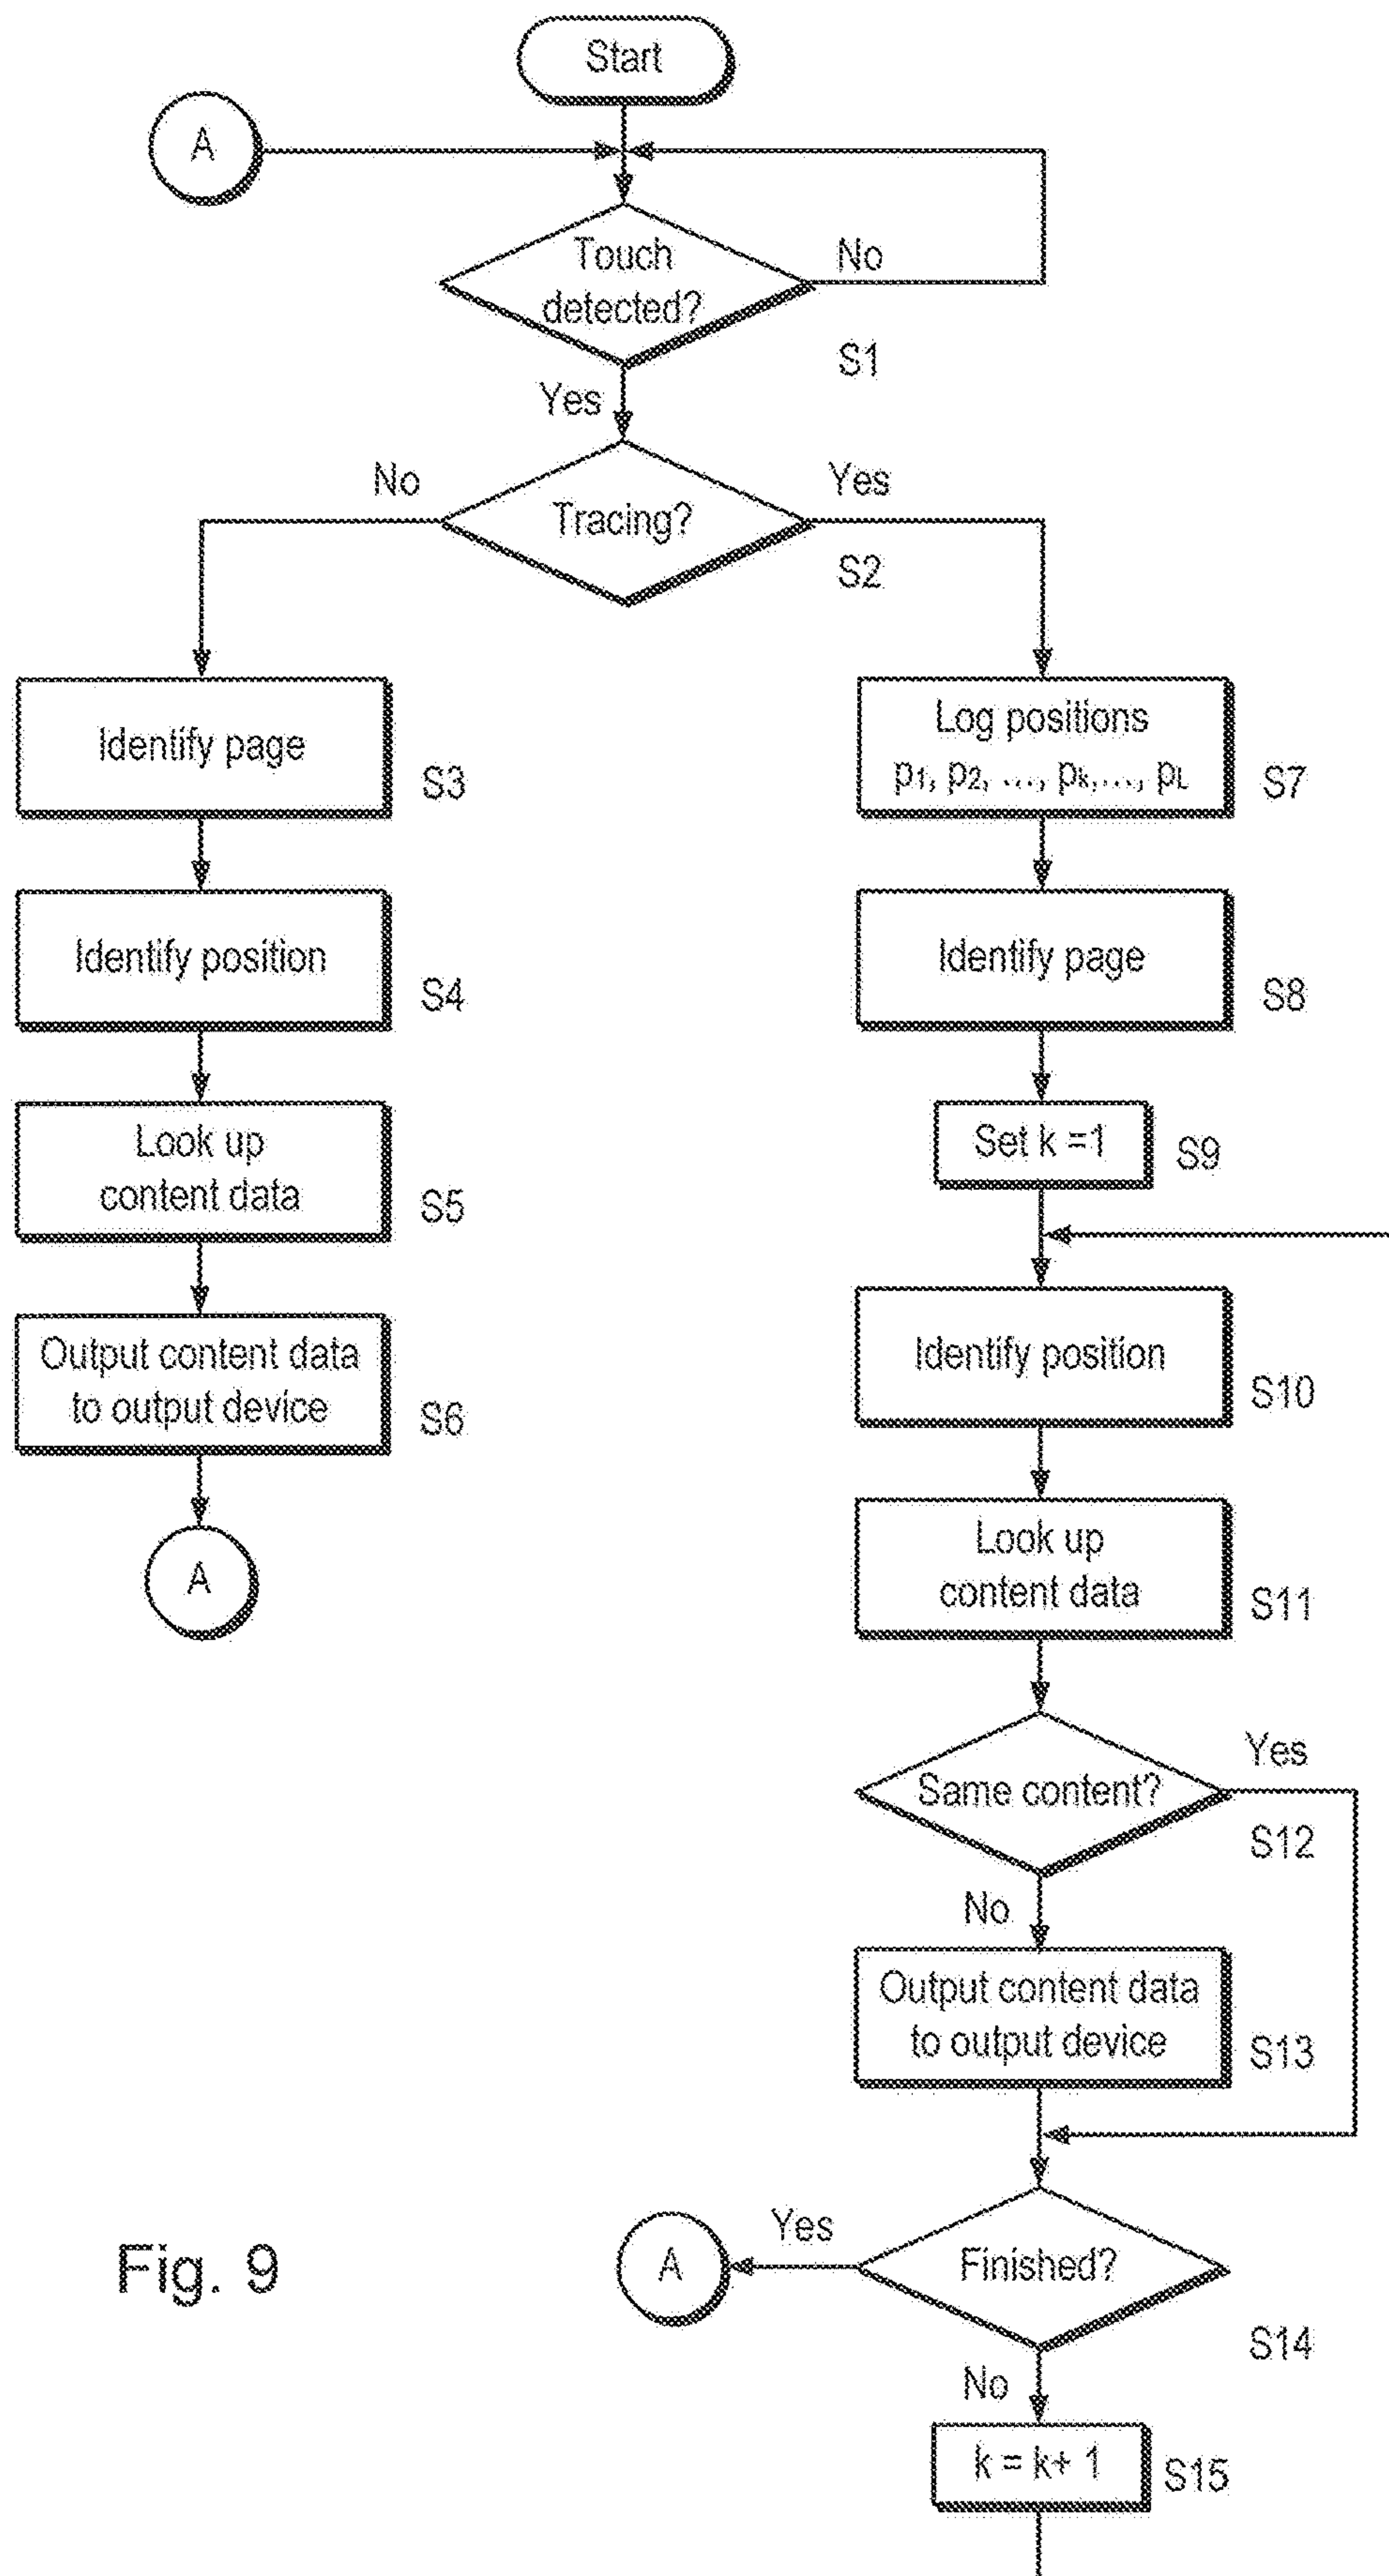 Start
A
Touch
detected?
No
S1
Yes
No
Tracing?
Yes
S2
Identify page
S3
Identify position
S4
Look up
content data
S5
Output content data
to output device
S6
A
Log positions
p₁, p₂, ..., pₖ,..., p_L
S7
Identify page
S8
Set k =1
S9
Identify position
S10
Look up
content data
S11
Same content?
Yes
S12
No
Output content data
to output device
S13
Finished?
Yes
A
S14
No
k = k+ 1
S15
Fig. 9